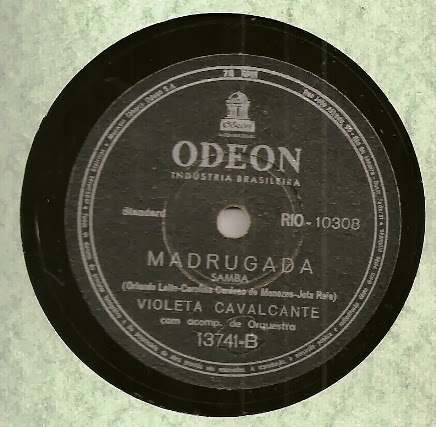 78 RPM
Odeon
ODEON
INDÚSTRIA BRASILEIRA
Standard
RIO-10308
MADRUGADA
SAMBA
(Orlando Leite-Carolina Cardoso de Menezes-Jota Reis)
VIOLETA CAVALCANTE
com acomp. de Orquestra
13741-B